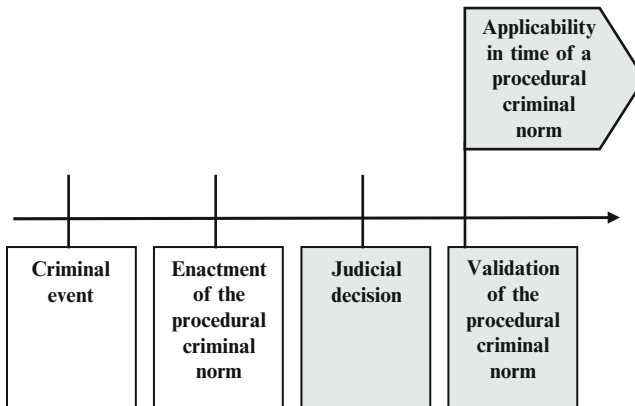 Applicability
in time of a
procedural
criminal
norm
Criminal
event
Enactment
of the
procedural
criminal
norm
Judicial
decision
Validation
of the
procedural
criminal
norm